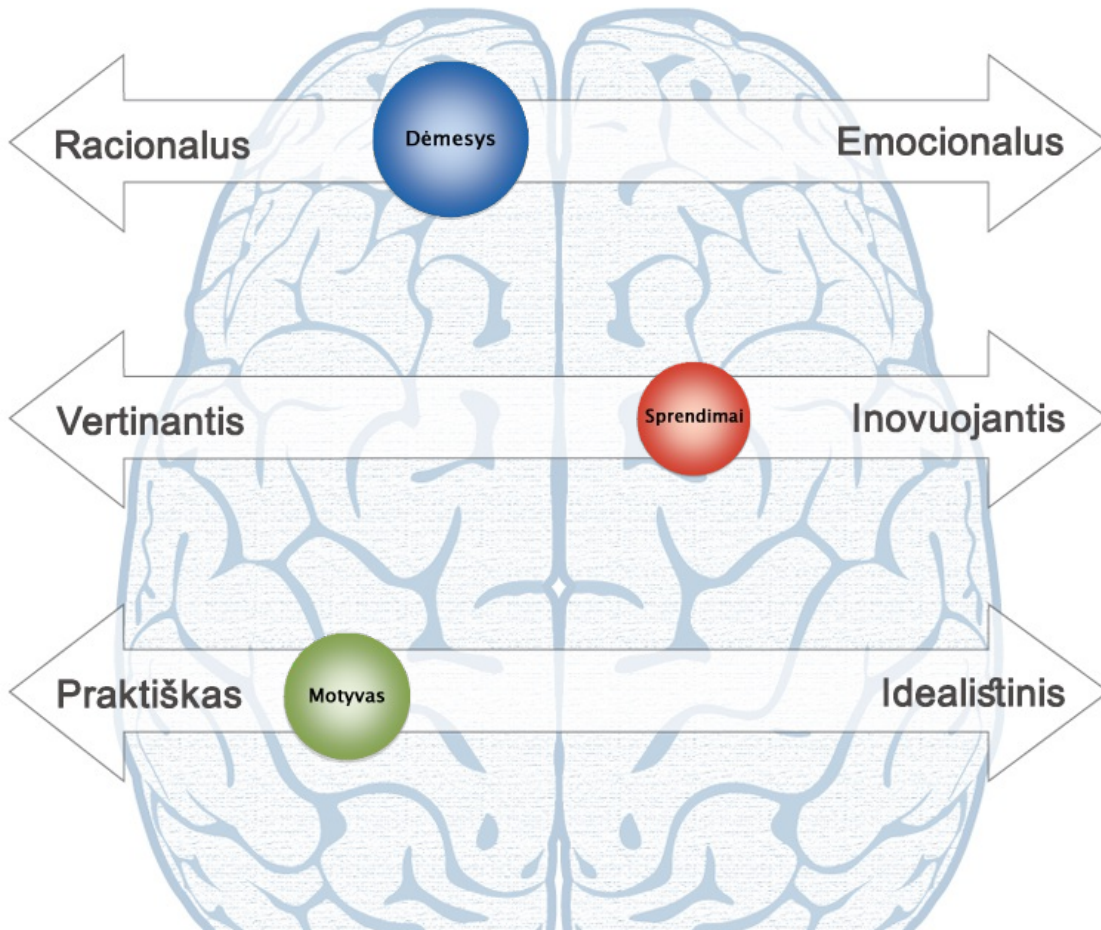 Dėmesys
Racionalus
Emocionalus
Vertinantis
Sprendimai
Inovuojantis
Praktiškas
Motyvas
Idealistinis